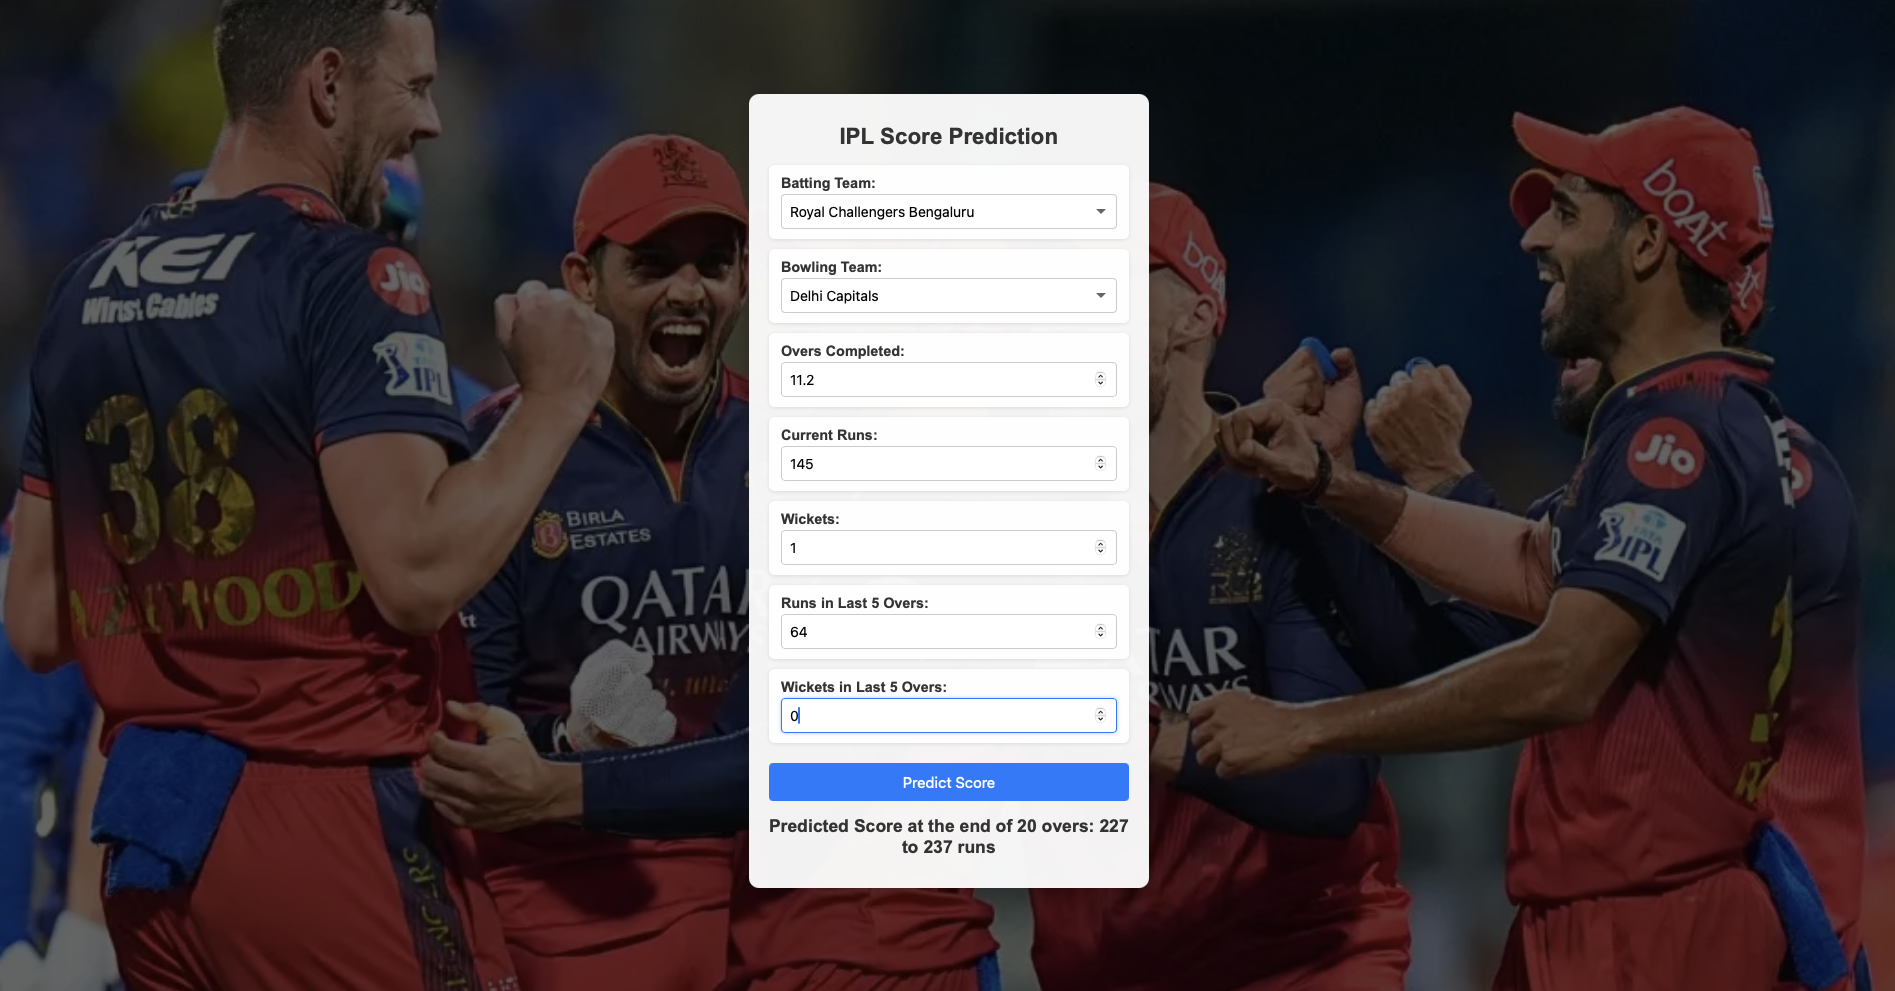 IPL Score Prediction
Batting Team:
Royal Challengers Bengaluru
Bowling Team:
Delhi Capitals
Overs Completed:
11.2
Current Runs:
145
Wickets:
1
Runs in Last 5 Overs:
64
Wickets in Last 5 Overs:
0
Predict Score
Predicted Score at the end of 20 overs: 227
to 237 runs
KEI
Wires & Cables
Jio
IPL
38
BIRLA
ESTATES
QATAR
AIRWAYS
boAt
Jio
TATA
IPL